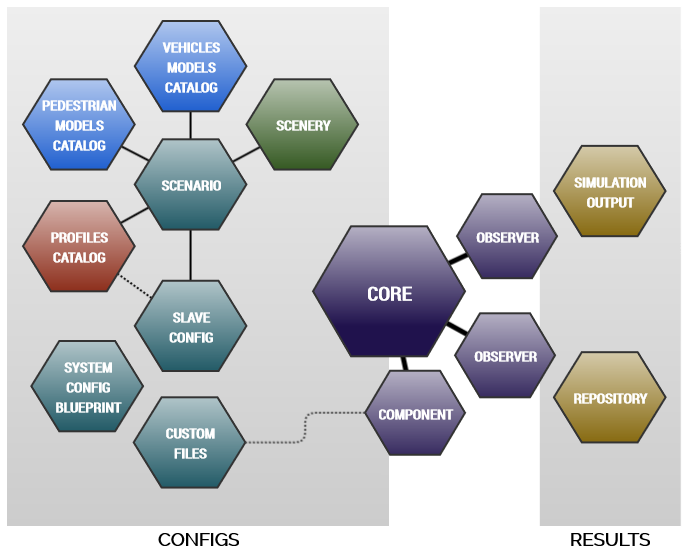 VEHICLES
MODELS
CATALOG
PEDESTRIAN
MODELS
CATALOG
SCENERY
SCENARIO
PROFILES
CATALOG
SLAVE
CONFIG
SYSTEM
CONFIG
BLUEPRINT
CUSTOM
FILES
CORE
OBSERVER
OBSERVER
COMPONENT
SIMULATION
OUTPUT
REPOSITORY
CONFIGS
RESULTS